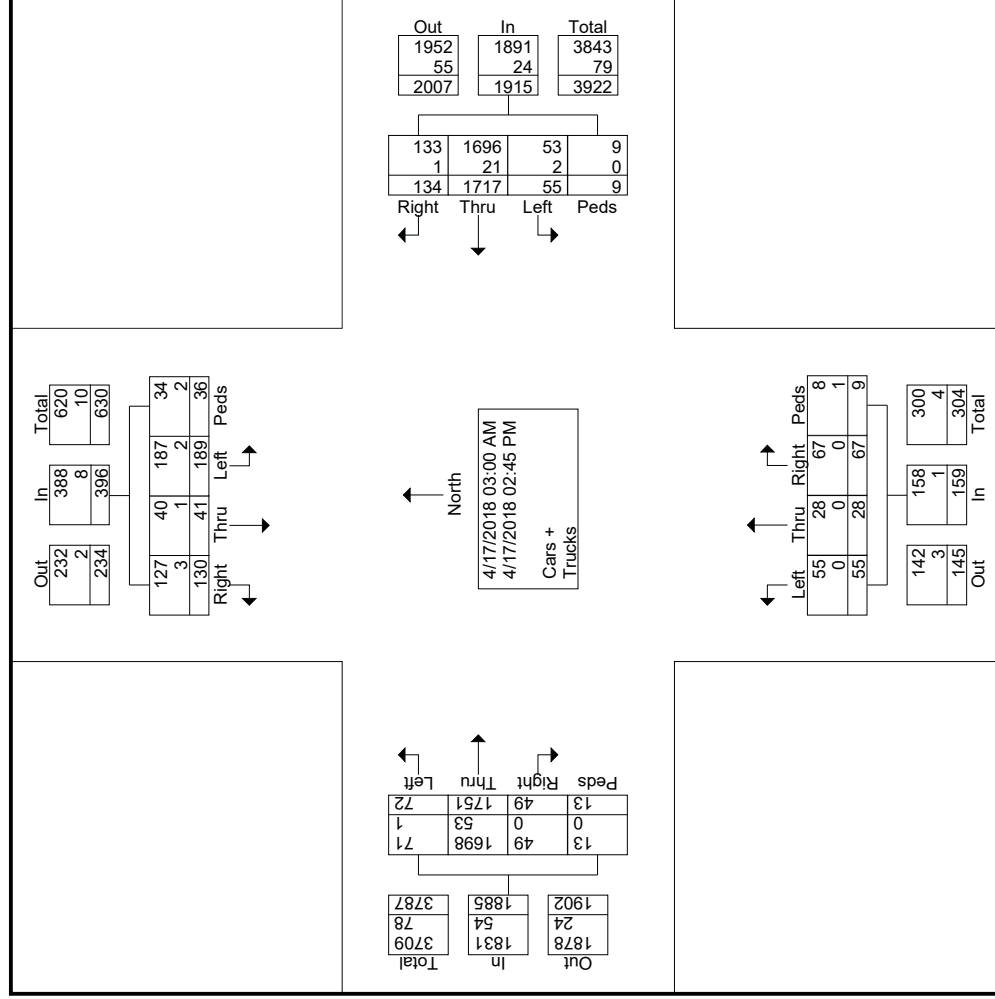 Out In Total
1952 1891 3843
55 24 79
2007 1915 3922
133 1696 53 9
1 21 2 0
134 1717 55 9
Right Thru Left Peds
Total
620
10
630
In
388
8
396
Out
232
2
234
34
2
36
Peds
187
2
189
Left
40
1
41
Thru
127
3
130
Right
North
4/17/2018 03:00 AM
4/17/2018 02:45 PM
Cars +
Trucks
Peds
8
1
9
Right
67
0
67
Thru
28
0
28
Left
55
0
55
300
4
304
Total
158
1
159
In
142
3
145
Out
Left Thru Right Peds
72 1751 49 13
1 53 0 0
71 1698 49 13
3787 1885 1902
78 54 24
3709 1831 1878
Total In Out